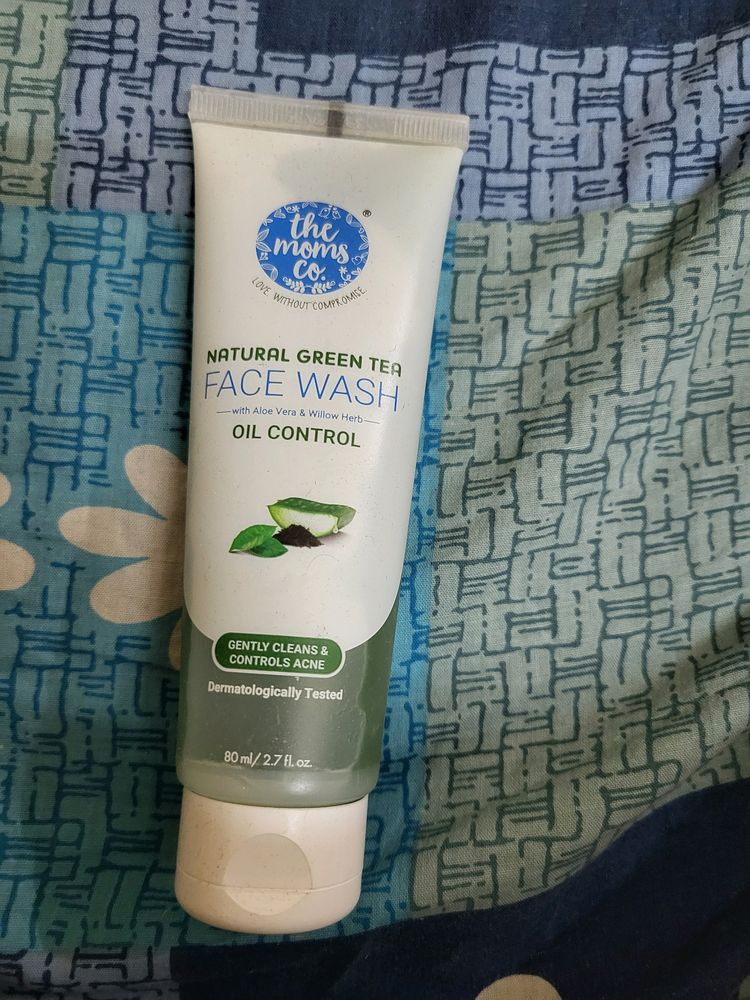 the
moms
co.
®
LOVE WITHOUT COMPROMISE
NATURAL GREEN TEA
FACE WASH
with Aloe Vera & Willow Herb
OIL CONTROL
GENTLY CLEANS &
CONTROLS ACNE
Dermatologically Tested
80 ml/ 2.7 fl. oz.